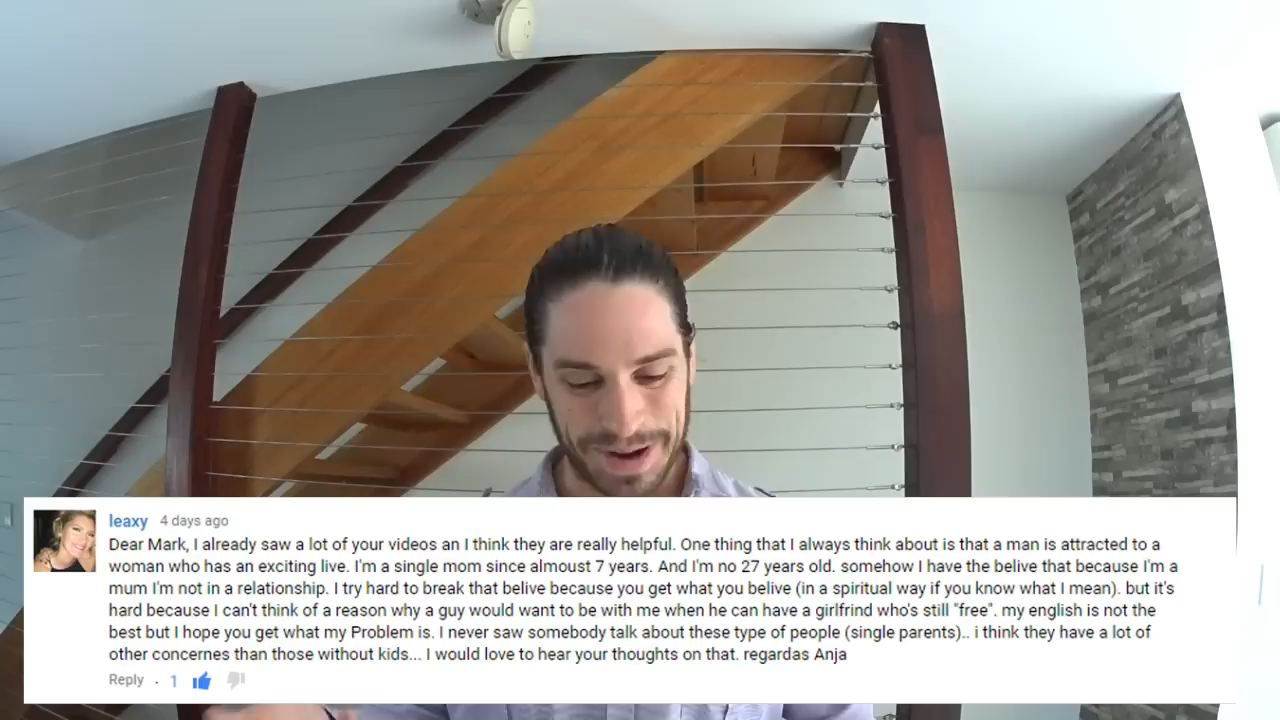 leaxy 4 days ago
Dear Mark, I already saw a lot of your videos an I think they are really helpful. One thing that I always think about is that a man is attracted to a
woman who has an exciting live. I'm a single mom since almoust 7 years. And I'm no 27 years old. somehow I have the belive that because I'm a
mum I'm not in a relationship. I try hard to break that belive because you get what you belive (in a spiritual way if you know what I mean). but it's
hard because I can't think of a reason why a guy would want to be with me when he can have a girlfrind who's still "free". my english is not the
best but I hope you get what my Problem is. I never saw somebody talk about these type of people (single parents).. i think they have a lot of
other concernes than those without kids... I would love to hear your thoughts on that. regardas Anja
Reply . 1